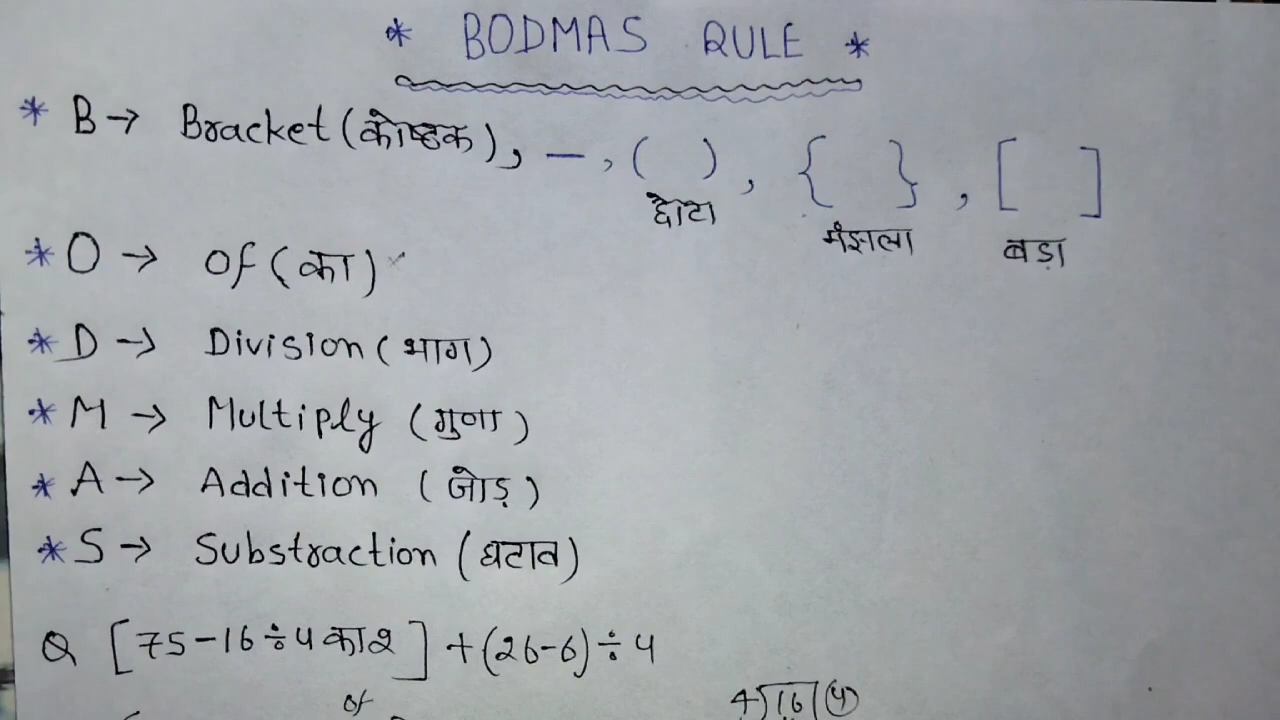 * BODMAS RULE *
* B→ Bracket (कोष्ठक), —, ( ), { }, [ ]
छोटा मंझला बड़ा
* O → of (का)
* D → Division (भाग)
* M → Multiply (गुणा)
* A → Addition (जोड़)
* S → Substraction (घटाव)
Q [75-16÷4 का २] + (26-6) ÷ 4
of 4)16(4